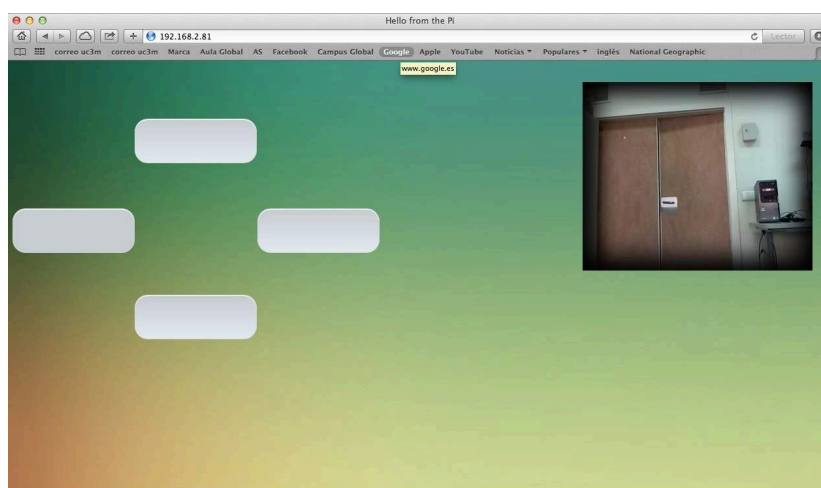 Hello from the Pi
192.168.2.81
Lector
correo uc3m correo uc3m Marca Aula Global AS Facebook Campus Global Google Apple YouTube Noticias Populares inglés National Geographic
www.google.es